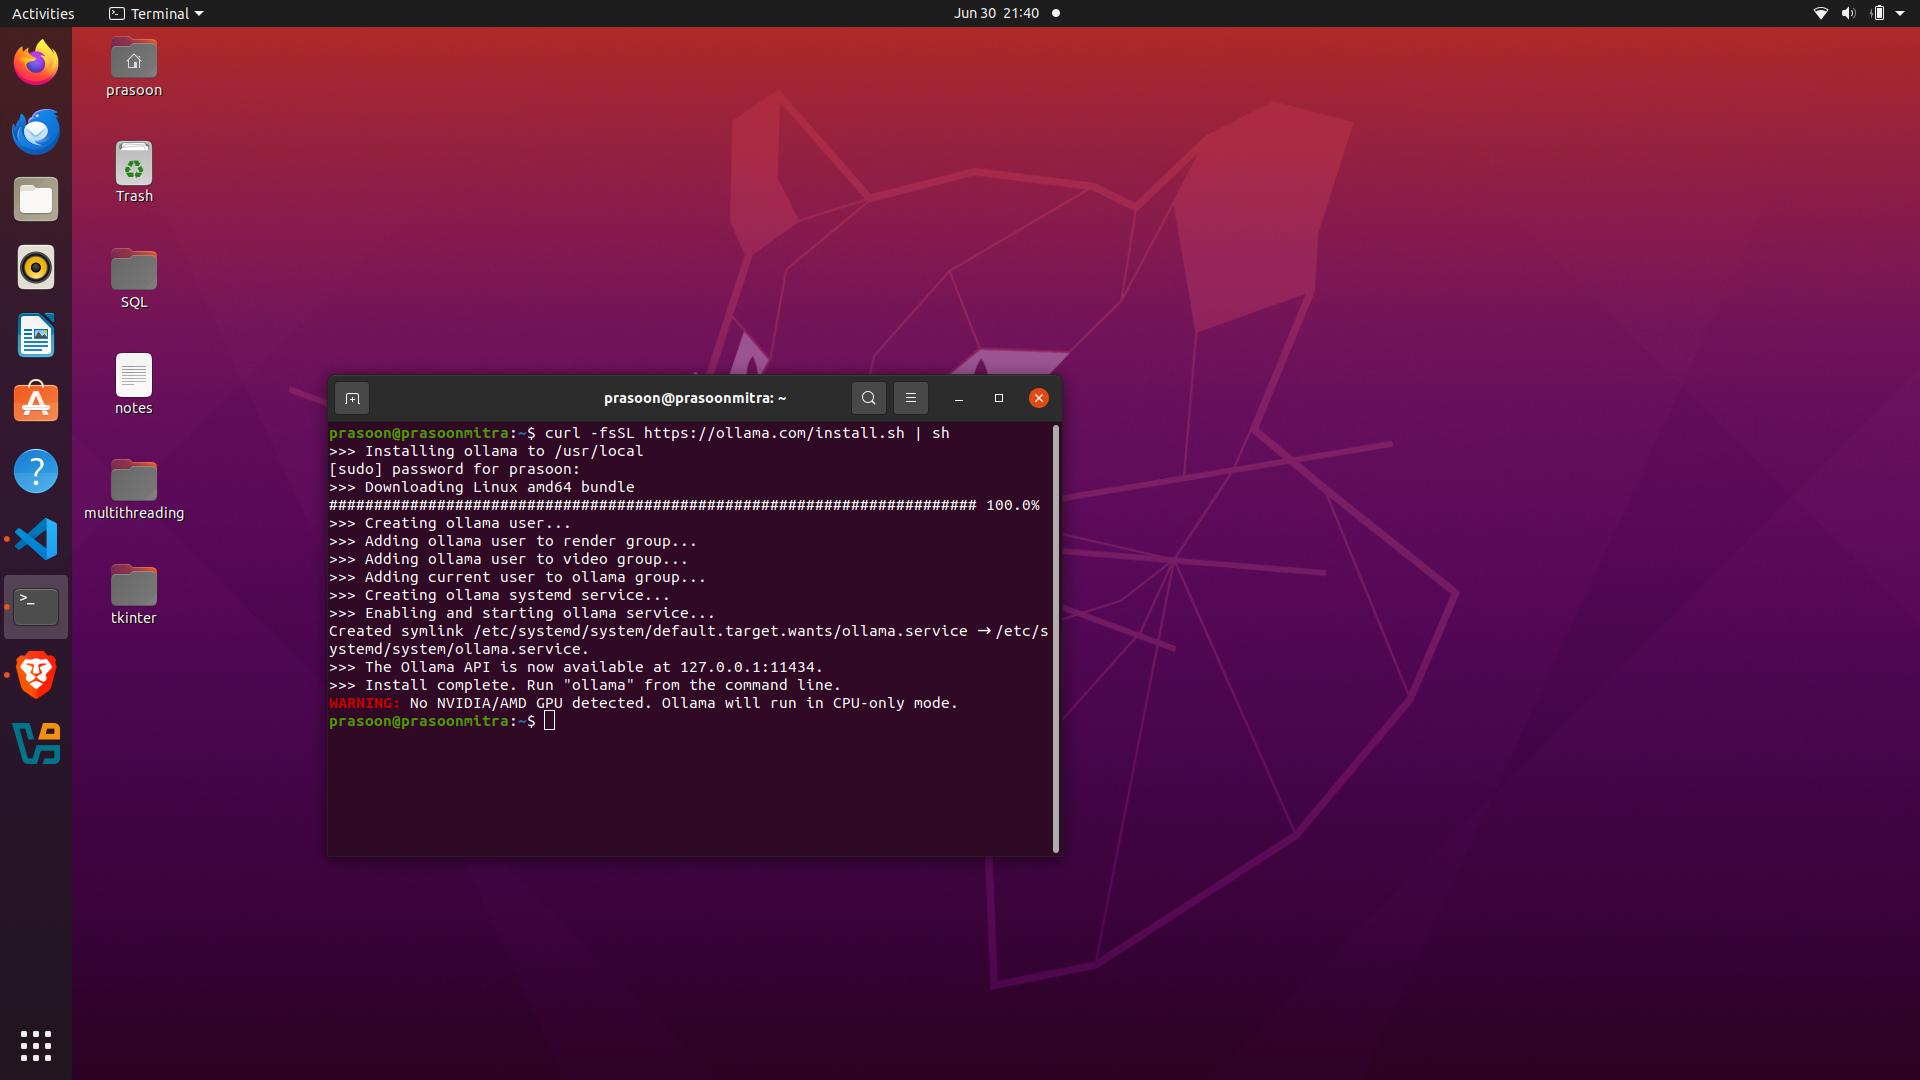 Activities
Terminal
Jun 30 21:40
prasoon
Trash
SQL
notes
multithreading
tkinter
prasoon@prasoonmitra: ~
prasoon@prasoonmitra:~$ curl -fsSL https://ollama.com/install.sh | sh
>>> Installing ollama to /usr/local
[sudo] password for prasoon:
>>> Downloading Linux amd64 bundle
######################################################################## 100.0%
>>> Creating ollama user...
>>> Adding ollama user to render group...
>>> Adding ollama user to video group...
>>> Adding current user to ollama group...
>>> Creating ollama systemd service...
>>> Enabling and starting ollama service...
Created symlink /etc/systemd/system/default.target.wants/ollama.service → /etc/s
ystemd/system/ollama.service.
>>> The Ollama API is now available at 127.0.0.1:11434.
>>> Install complete. Run "ollama" from the command line.
WARNING: No NVIDIA/AMD GPU detected. Ollama will run in CPU-only mode.
prasoon@prasoonmitra:~$